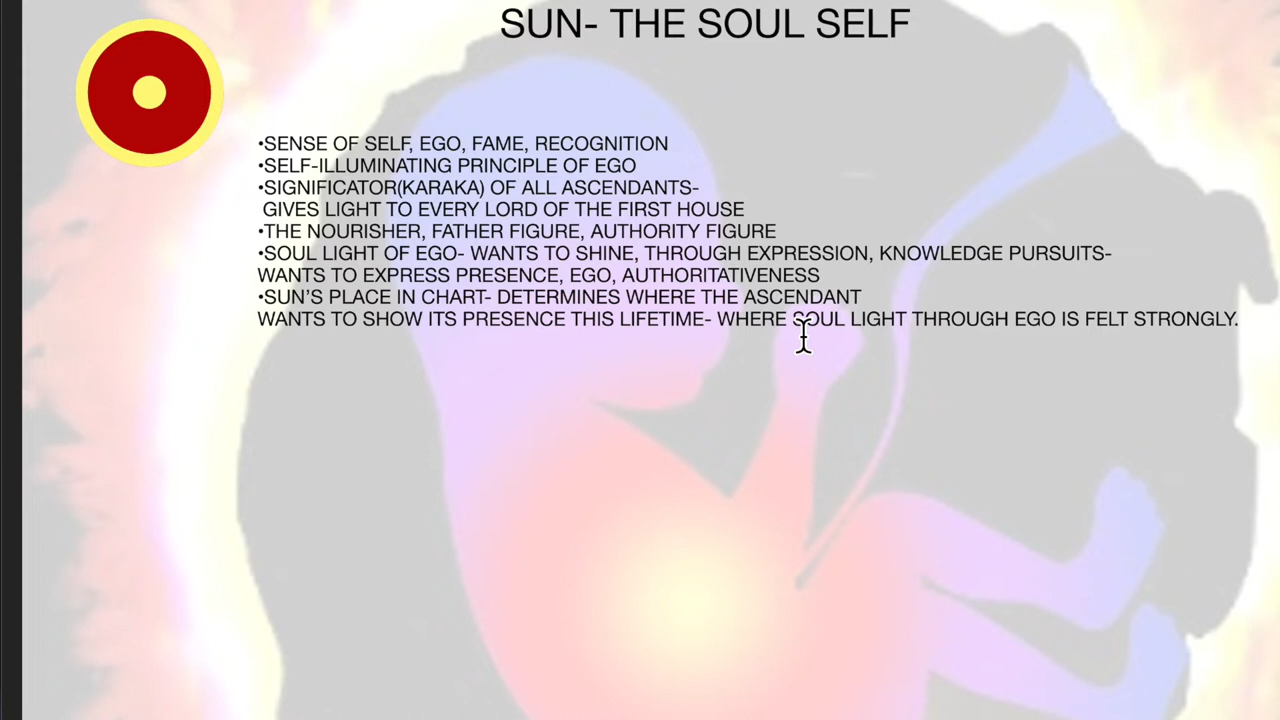 SUN- THE SOUL SELF
•SENSE OF SELF, EGO, FAME, RECOGNITION
•SELF-ILLUMINATING PRINCIPLE OF EGO
•SIGNIFICATOR(KARAKA) OF ALL ASCENDANTS-
GIVES LIGHT TO EVERY LORD OF THE FIRST HOUSE
•THE NOURISHER, FATHER FIGURE, AUTHORITY FIGURE
•SOUL LIGHT OF EGO- WANTS TO SHINE, THROUGH EXPRESSION, KNOWLEDGE PURSUITS-
WANTS TO EXPRESS PRESENCE, EGO, AUTHORITATIVENESS
•SUN'S PLACE IN CHART- DETERMINES WHERE THE ASCENDANT
WANTS TO SHOW ITS PRESENCE THIS LIFETIME- WHERE SOUL LIGHT THROUGH EGO IS FELT STRONGLY.